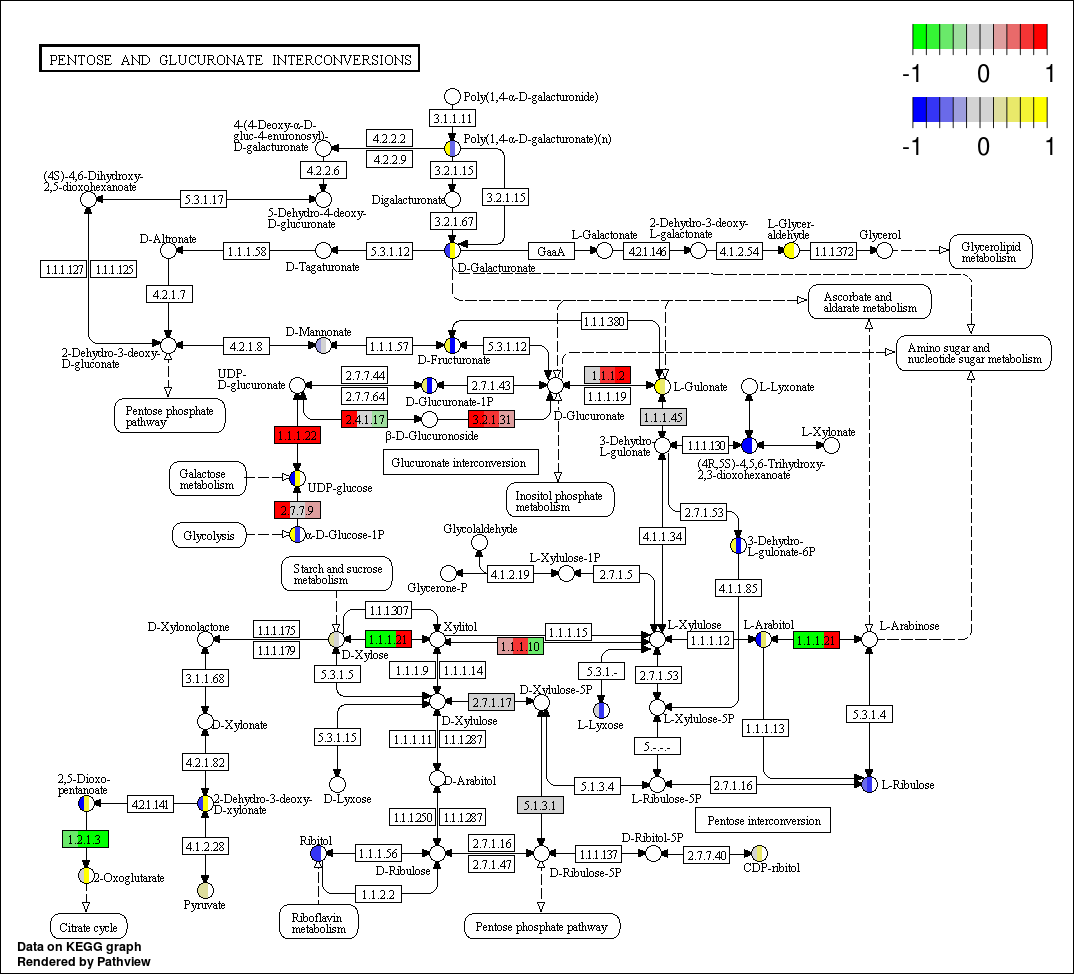 PENTOSE AND GLUCURONATE INTERCONVERSIONS
-1 0 1
-1 0 1
Poly(1,4-α-D-galacturonide)
3.1.1.11
4-(4-Deoxy-α-D-
gluc-4-enuronosyl)-
D-galacturonate
4.2.2.2
4.2.2.9
Poly(1,4-α-D-galacturonate)(n)
4.2.2.6
3.2.1.15
3.2.1.15
(4S)-4,6-Dihydroxy-
2,5-dioxohexanoate
5.3.1.17
5-Dehydro-4-deoxy-
D-glucuronate
Digalacturonate
3.2.1.67
D-Altronate
1.1.1.58
D-Tagaturonate
5.3.1.12
D-Galacturonate
GaaA
L-Galactonate
4.2.1.146
2-Dehydro-3-deoxy-
L-galactonate
4.1.2.54
L-Glycer-
aldehyde
1.1.1.372
Glycerol
Glycerolipid
metabolism
1.1.1.127
1.1.1.125
4.2.1.7
Ascorbate and
aldarate metabolism
1.1.1.380
2-Dehydro-3-deoxy-
D-gluconate
4.2.1.8
D-Mannonate
1.1.1.57
D-Fructuronate
5.3.1.12
Amino sugar and
nucleotide sugar metabolism
UDP-
D-glucuronate
2.7.7.44
2.7.7.64
D-Glucuronate-1P
2.7.1.43
1.1.1.2
1.1.1.19
D-Glucuronate
L-Gulonate
L-Lyxonate
Pentose phosphate
pathway
2.4.1.17
β-D-Glucuronoside
3.2.1.31
1.1.1.45
1.1.1.22
3-Dehydro-
L-gulonate
1.1.1.130
L-Xylonate
(4R,5S)-4,5,6-Trihydroxy-
2,3-dioxohexanoate
Glucuronate interconversion
Galactose
metabolism
UDP-glucose
Inositol phosphate
metabolism
2.7.7.9
2.7.1.53
Glycolysis
α-D-Glucose-1P
Glycolaldehyde
4.1.1.34
3-Dehydro-
L-gulonate-6P
Starch and sucrose
metabolism
Glycerone-P
4.1.2.19
L-Xylulose-1P
2.7.1.5
4.1.1.85
1.1.1307
D-Xylonolactone
1.1.1.175
1.1.1.179
D-Xylose
1.1.1.21
Xylitol
1.1.1.15
1.1.1.10
L-Xylulose
1.1.1.12
L-Arabitol
1.1.1.21
L-Arabinose
3.1.1.68
5.3.1.5
1.1.1.9
1.1.1.14
5.3.1.-
2.7.1.53
D-Xylulose
2.7.1.17
D-Xylulose-5P
L-Lyxose
L-Xylulose-5P
5.3.1.4
D-Xylonate
5.3.1.15
1.1.1.11
1.1.1287
5.-.-.-
1.1.1.13
4.2.1.82
D-Lyxose
D-Arabitol
5.1.3.4
L-Ribulose-5P
2.7.1.16
L-Ribulose
2,5-Dioxo-
pentanoate
4.2.1.141
2-Dehydro-3-deoxy-
D-xylonate
1.1.1250
1.1.1287
5.1.3.1
Pentose interconversion
1.2.1.3
4.1.2.28
Ribitol
1.1.1.56
D-Ribulose
2.7.1.16
2.7.1.47
D-Ribulose-5P
1.1.1.137
D-Ribitol-5P
2.7.7.40
CDP-ribitol
2-Oxoglutarate
Pyruvate
1.1.2.2
Citrate cycle
Riboflavin
metabolism
Pentose phosphate pathway
Data on KEGG graph
Rendered by Pathview